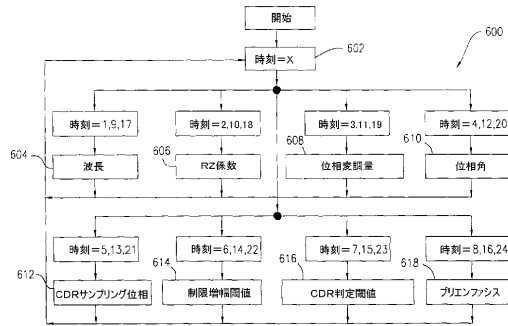 開始
602
600
時刻=X
時刻=1,9,17
時刻=2,10,18
時刻=3.11,19
時刻=4,12,20
604
606
608
610
波長
RZ係数
位相変調量
位相角
時刻=5,13,21
時刻=6,14,22
時刻=7,15,23
時刻=8,16,24
612
614
616
618
CDRサンプリング位相
制限増幅閾値
CDR判定閾値
プリエンファシス